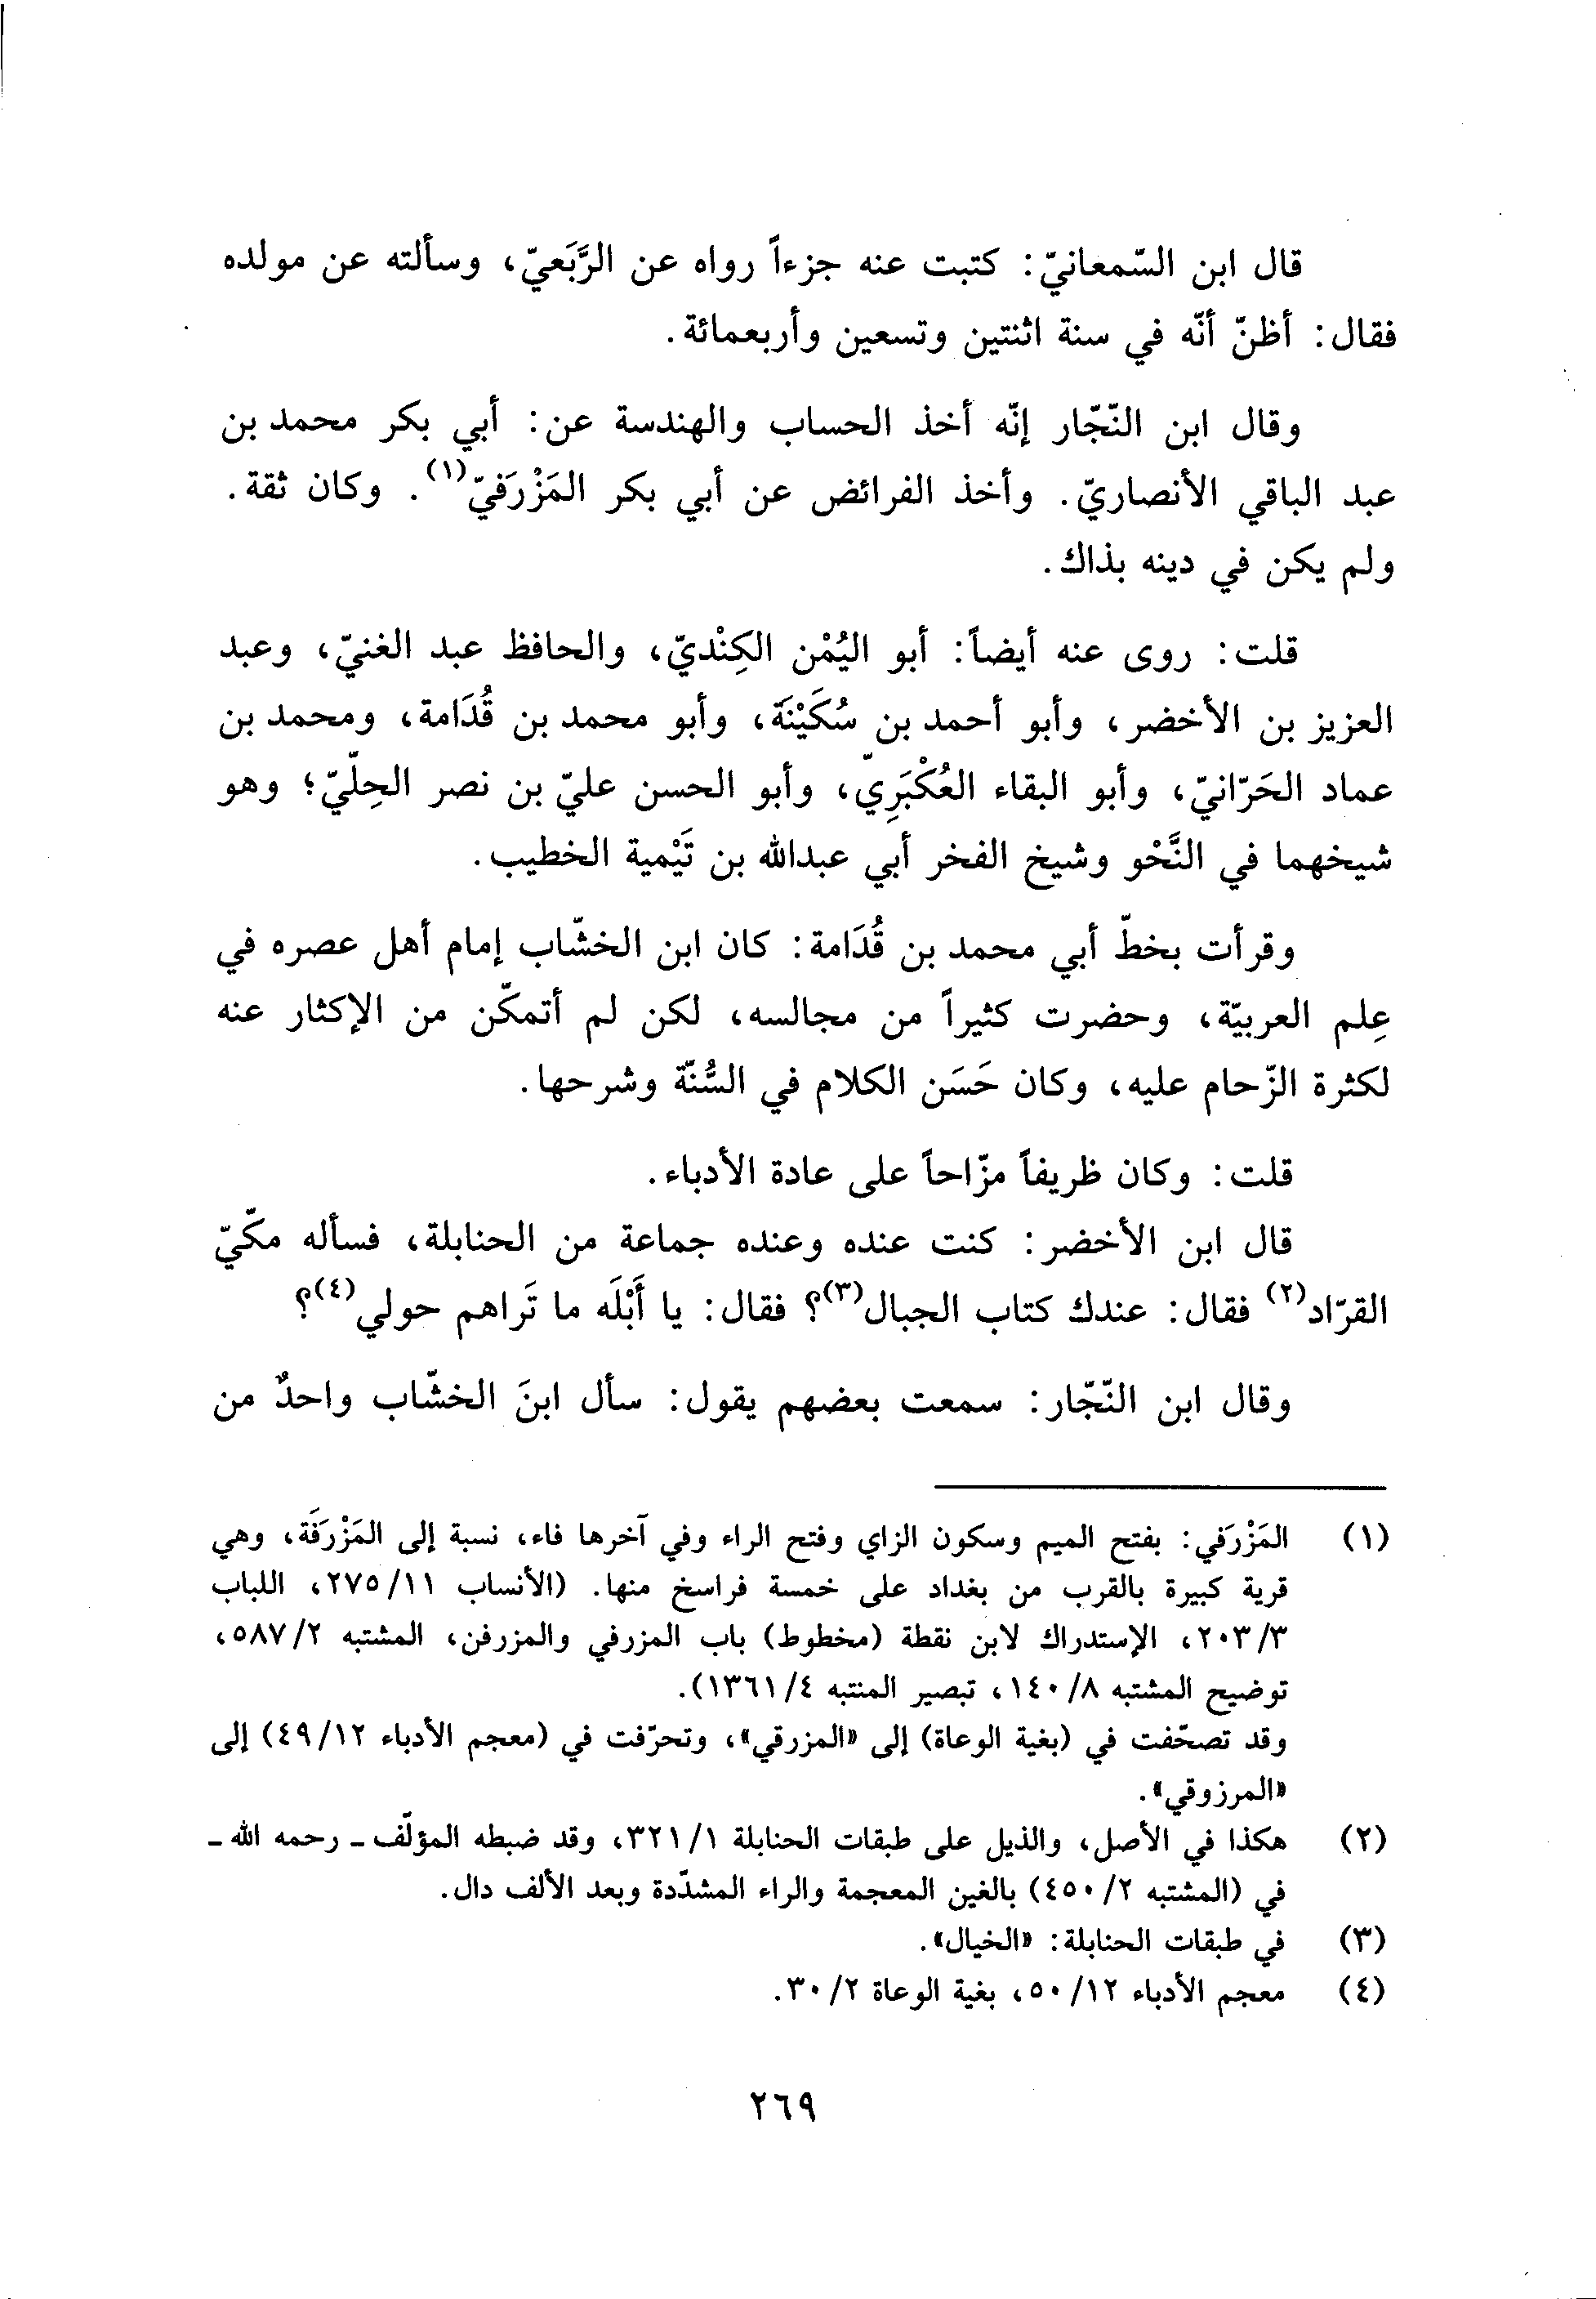 قال ابن السّمعانيّ: كتبت عنه جزءاً رواه عن الرَّبَعيّ، وسألته عن مولده
فقال: أظنّ أنّه في سنة اثنتين وتسعين وأربعمائة.
وقال ابن النّجّار إنّه أخذ الحساب والهندسة عن: أبي بكر محمد بن
عبد الباقي الأنصاريّ. وأخذ الفرائض عن أبي بكر المَزْرَفيّ(١). وكان ثقة.
ولم يكن في دينه بذاك.
قلت: روى عنه أيضاً: أبو اليُمْن الكِنْديّ، والحافظ عبد الغنيّ، وعبد
العزيز بن الأخضر، وأبو أحمد بن سُكَيْنَة، وأبو محمد بن قُدَامة، ومحمد بن
عماد الحَرّانيّ، وأبو البقاء العُكْبَرِيّ، وأبو الحسن عليّ بن نصر الحِلّيّ؛ وهو
شيخهما في النَّحْو وشيخ الفخر أبي عبدالله بن تَيْمية الخطيب.
وقرأت بخطّ أبي محمد بن قُدَامة: كان ابن الخشّاب إمام أهل عصره في
عِلم العربيّة، وحضرت كثيراً من مجالسه، لكن لم أتمكّن من الإكثار عنه
لكثرة الزّحام عليه، وكان حَسَن الكلام في السُّنّة وشرحها.
قلت: وكان ظريفاً مزّاحاً على عادة الأدباء.
قال ابن الأخضر: كنت عنده وعنده جماعة من الحنابلة، فسأله مكّيّ
القرّاد(٢) فقال: عندك كتاب الجبال(٣)؟ فقال: يا أَبْلَه ما تَراهم حولي(٤)؟
وقال ابن النّجّار: سمعت بعضهم يقول: سأل ابنَ الخشّاب واحدٌ من
(١) المَزْرَفي: بفتح الميم وسكون الزاي وفتح الراء وفي آخرها فاء، نسبة إلى المَزْرَفَة، وهي
قرية كبيرة بالقرب من بغداد على خمسة فراسخ منها. (الأنساب ٢٧٥/١١، اللباب
٢٠٣/٣، الإستدراك لابن نقطة (مخطوط) باب المزرفي والمزرفن، المشتبه ٥٨٧/٢،
توضيح المشتبه ١٤٠/٨، تبصير المنتبه ١٣٦١/٤).
وقد تصحّفت في (بغية الوعاة) إلى «المزرقي»، وتحرّفت في (معجم الأدباء ٤٩/١٢) إلى
«المرزوقي».
(٢) هكذا في الأصل، والذيل على طبقات الحنابلة ٣٢١/١، وقد ضبطه المؤلّف ـ رحمه الله ـ
في (المشتبه ٤٥٠/٢) بالغين المعجمة والراء المشدّدة وبعد الألف دال.
(٣) في طبقات الحنابلة: «الخيال».
(٤) معجم الأدباء ٥٠/١٢، بغية الوعاة ٣٠/٢.
٢٦٩